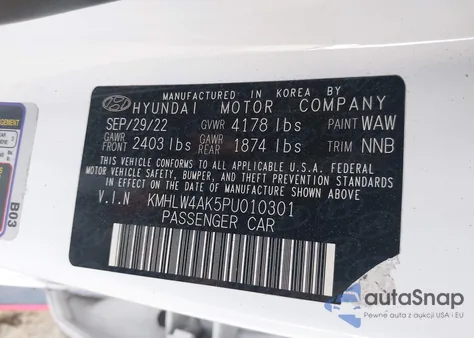 MANUFACTURED IN KOREA BY
HYUNDAI MOTOR COMPANY
SEP/29/22 GVWR 4178 lbs PAINT WAW
GAWR FRONT 2403 lbs GAWR REAR 1874 lbs TRIM NNB
THIS VEHICLE CONFORMS TO ALL APPLICABLE U.S.A. FEDERAL
MOTOR VEHICLE SAFETY, BUMPER, AND THEFT PREVENTION
STANDARDS IN EFFECT ON THE DATE OF MANUFACTURE SHOWN ABOVE.
V.I.N KMHLW4AK5PU010301
PASSENGER CAR
B03
autaSnap
Pewne auta z USA i EU